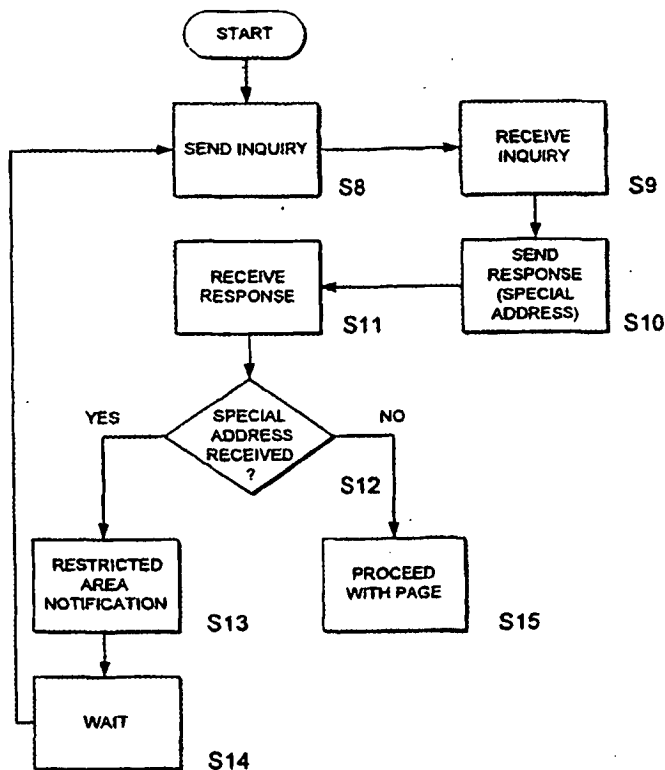 START
SEND INQUIRY
S8
RECEIVE
INQUIRY
S9
SEND
RESPONSE
(SPECIAL
ADDRESS)
S10
RECEIVE
RESPONSE
S11
YES
SPECIAL
ADDRESS
RECEIVED
?
NO
S12
RESTRICTED
AREA
NOTIFICATION
S13
PROCEED
WITH PAGE
S15
WAIT
S14